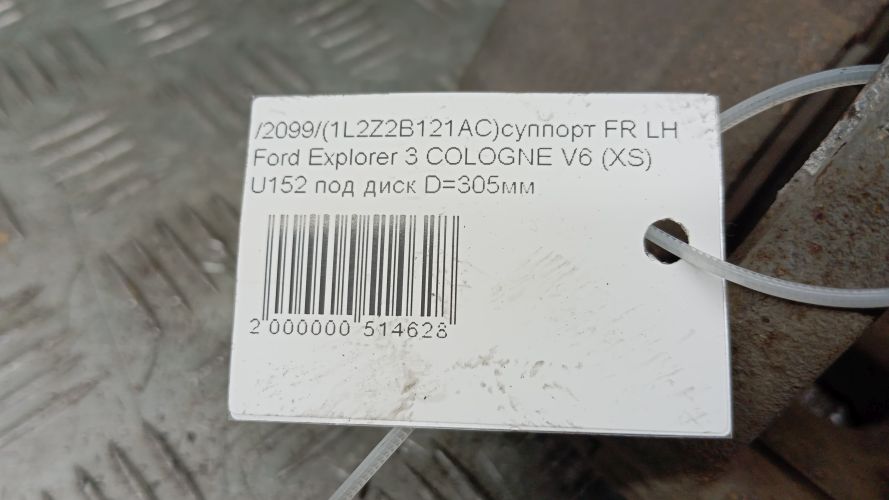 /2099/(1L2Z2B121AC)суппорт FR LH
Ford Explorer 3 COLOGNE V6 (XS)
U152 под диск D=305мм
2 000000 514628